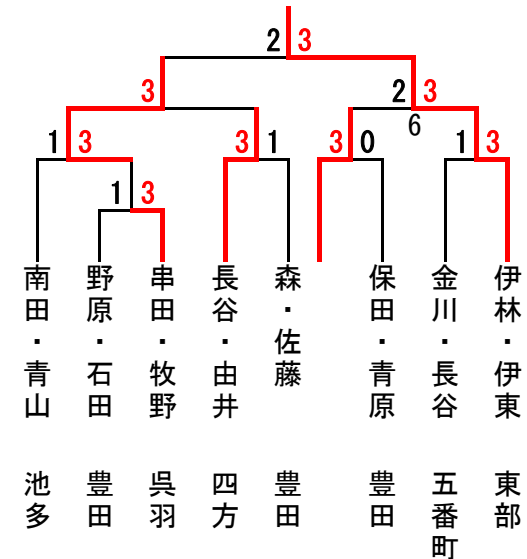 2 3
3 2 3
6
1 3 3 1 3 0 1 3
1 3
南田・青山 池多
野原・石田 豊田
串田・牧野 呉羽
長谷・由井 四方
森・佐藤 豊田
保田・青原 豊田
金川・長谷 五番町
伊林・伊東 東部